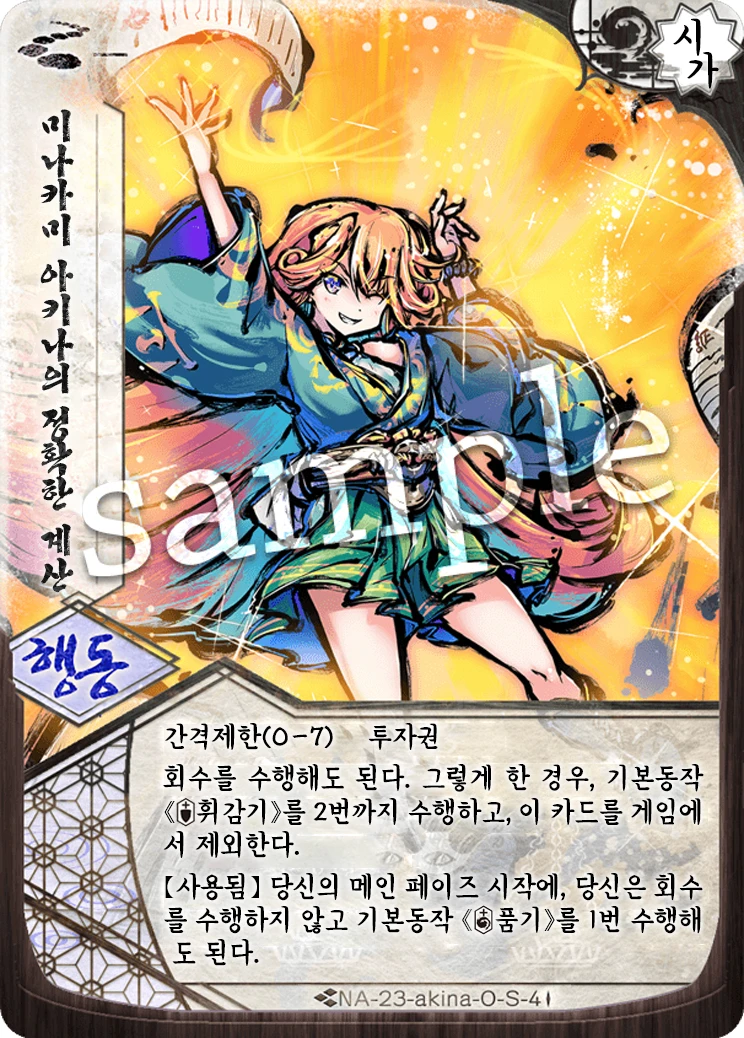 시가
미나카미 아키나의 정확한 계산
sample
행동
간격제한(0-7) 투자권
회수를 수행해도 된다. 그렇게 한 경우, 기본동작
《휘감기》를 2번까지 수행하고, 이 카드를 게임에
서 제외한다.
【사용됨】 당신의 메인 페이즈 시작에, 당신은 회수
를 수행하지 않고 기본동작 《품기》를 1번 수행해
도 된다.
NA-23-akina-O-S-4